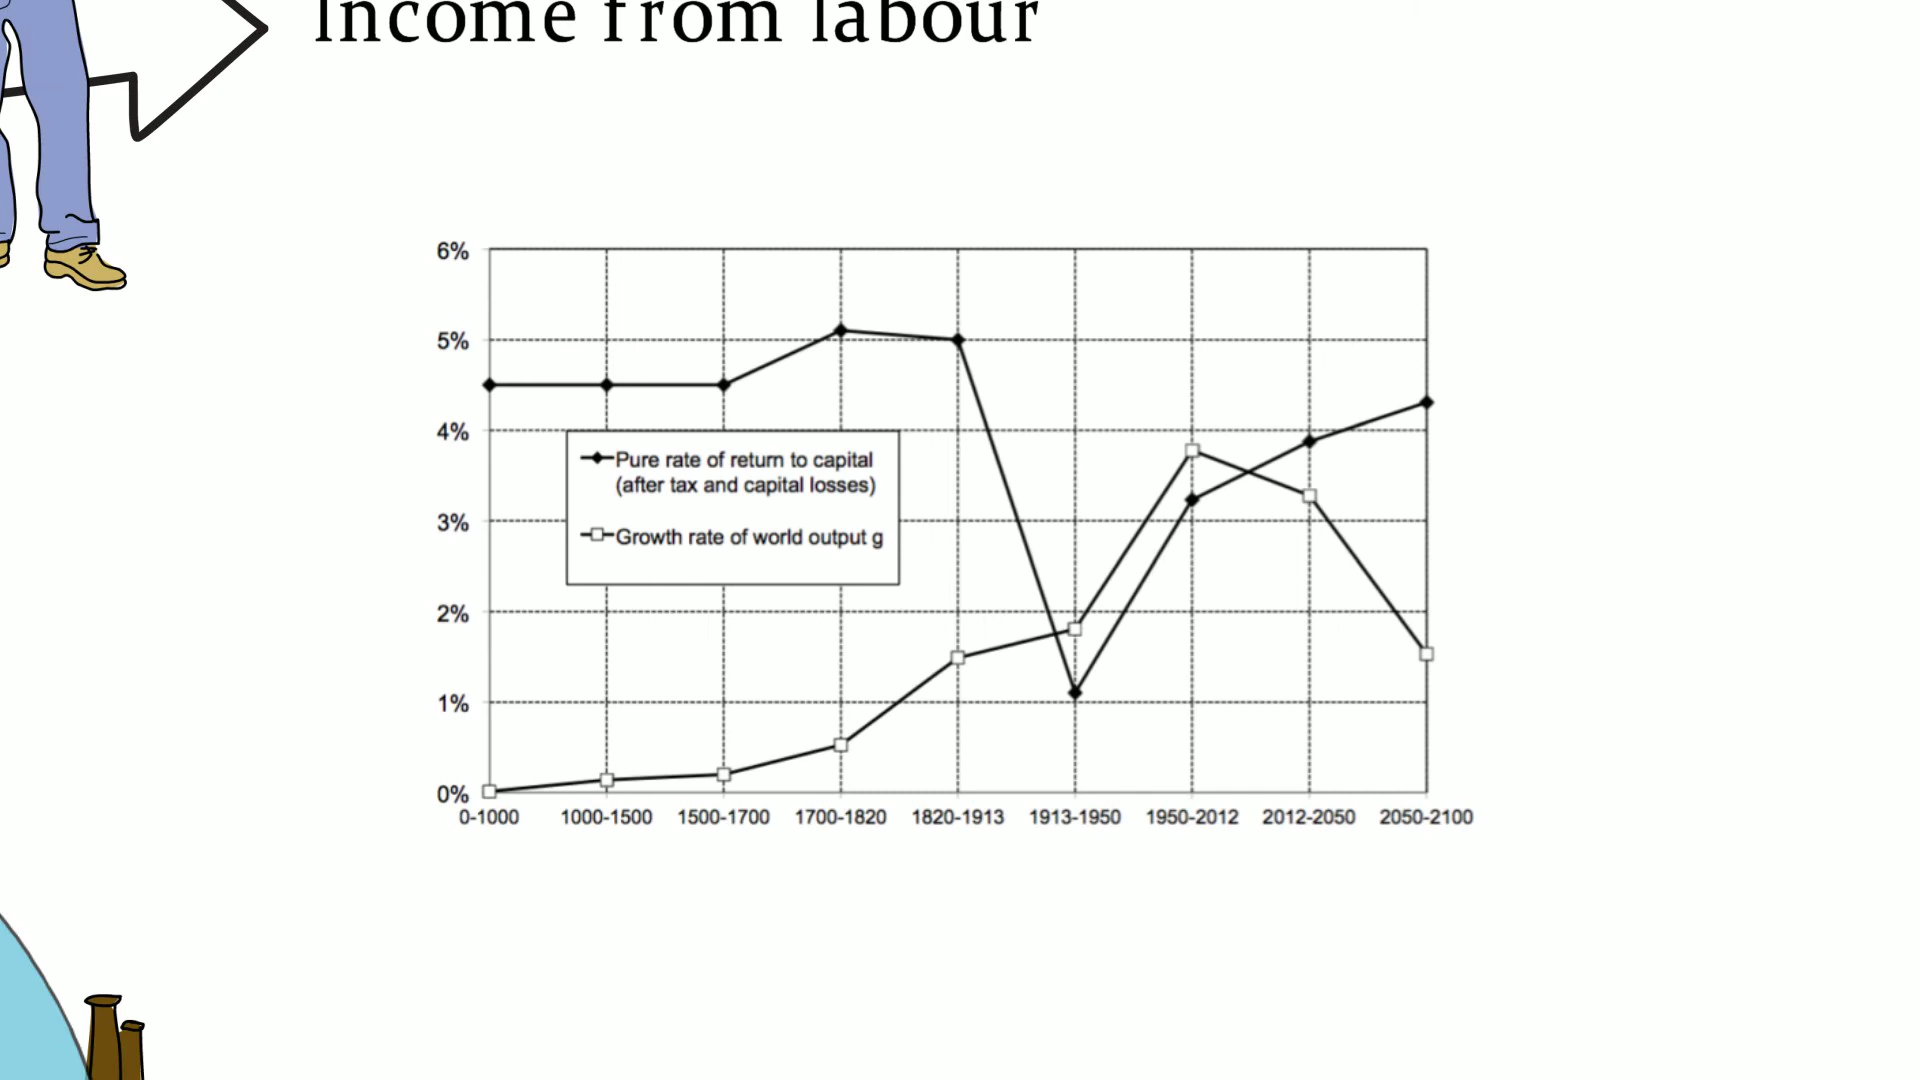 Income from labour
6%
5%
4%
3%
2%
1%
0%
Pure rate of return to capital
(after tax and capital losses)
Growth rate of world output g
0-1000 1000-1500 1500-1700 1700-1820 1820-1913 1913-1950 1950-2012 2012-2050 2050-2100